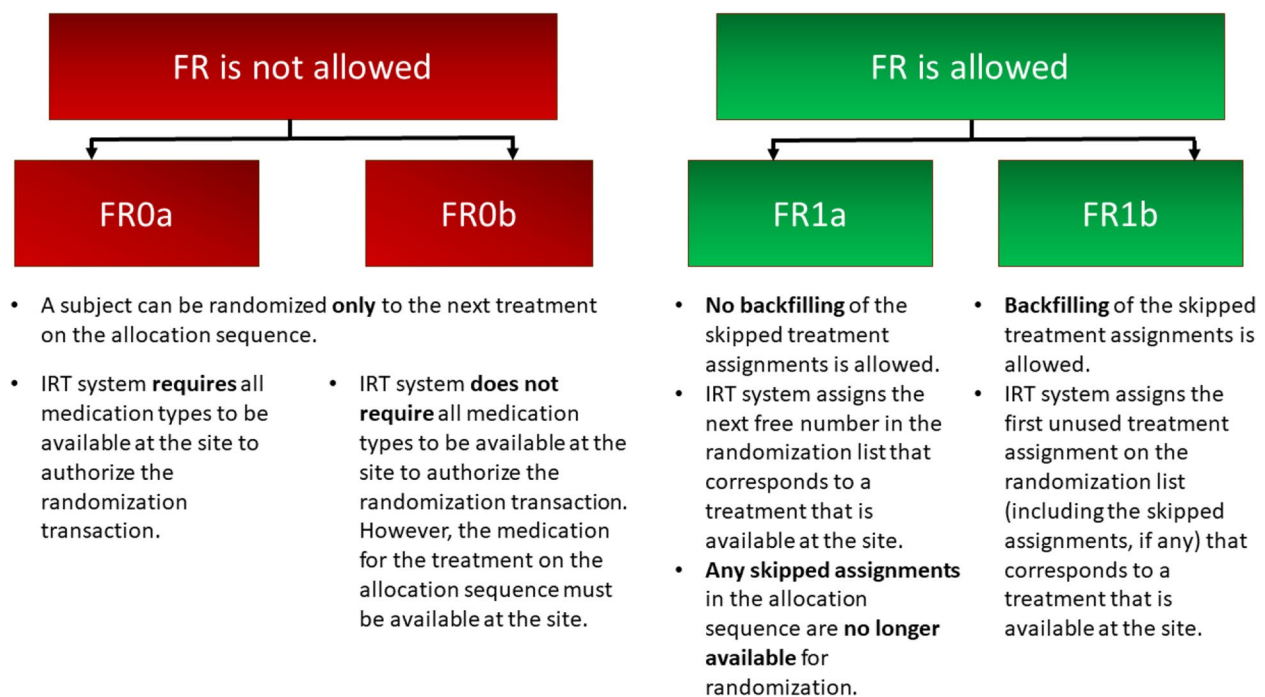 FR is not allowed
FR0a
FR0b
• A subject can be randomized only to the next treatment
on the allocation sequence.
• IRT system requires all
medication types to be
available at the site to
authorize the
randomization
transaction.
• IRT system does not
require all medication
types to be available at the
site to authorize the
randomization transaction.
However, the medication
for the treatment on the
allocation sequence must
be available at the site.
FR is allowed
FR1a
FR1b
• No backfilling of the
skipped treatment
assignments is allowed.
• IRT system assigns the
next free number in the
randomization list that
corresponds to a
treatment that is
available at the site.
• Any skipped assignments
in the allocation
sequence are no longer
available for
randomization.
• Backfilling of the skipped
treatment assignments is
allowed.
• IRT system assigns the
first unused treatment
assignment on the
randomization list
(including the skipped
assignments, if any) that
corresponds to a
treatment that is
available at the site.